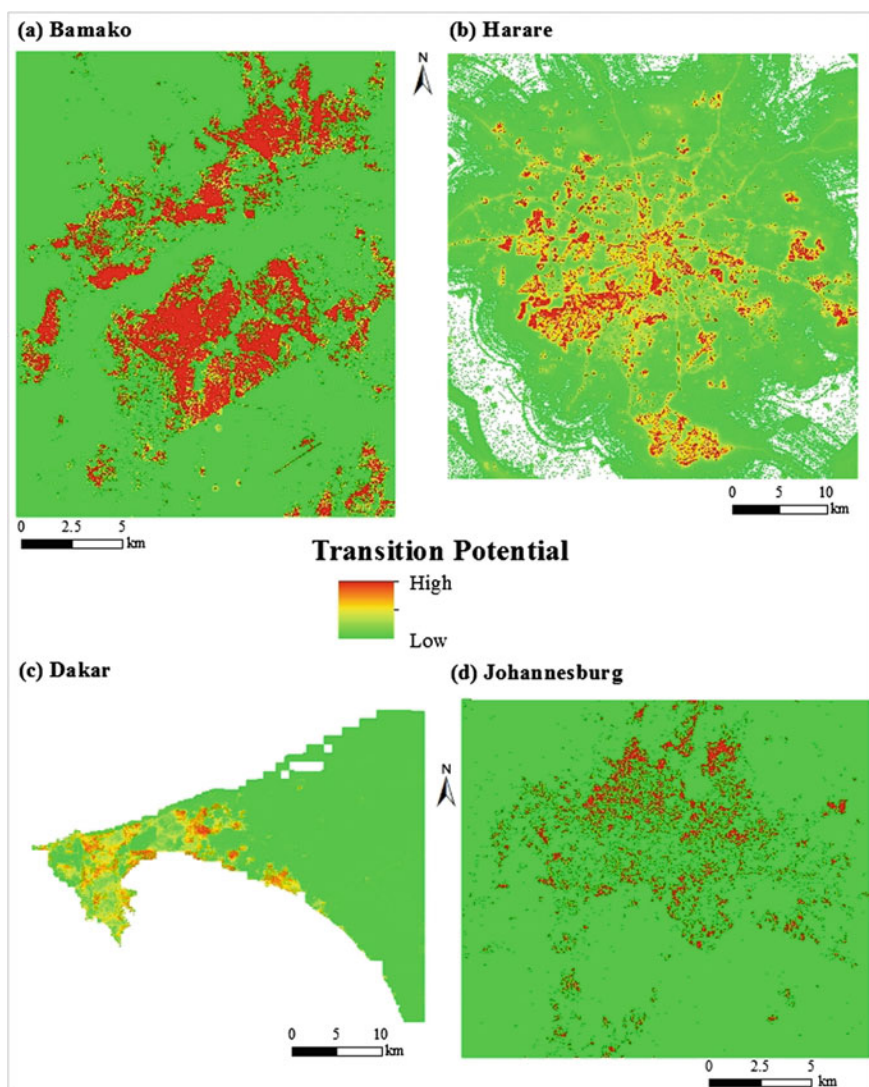 (a) Bamako
(b) Harare
N
0 2.5 5
km
0 5 10
km
Transition Potential
High
Low
(c) Dakar
(d) Johannesburg
N
0 5 10
km
0 2.5 5
km